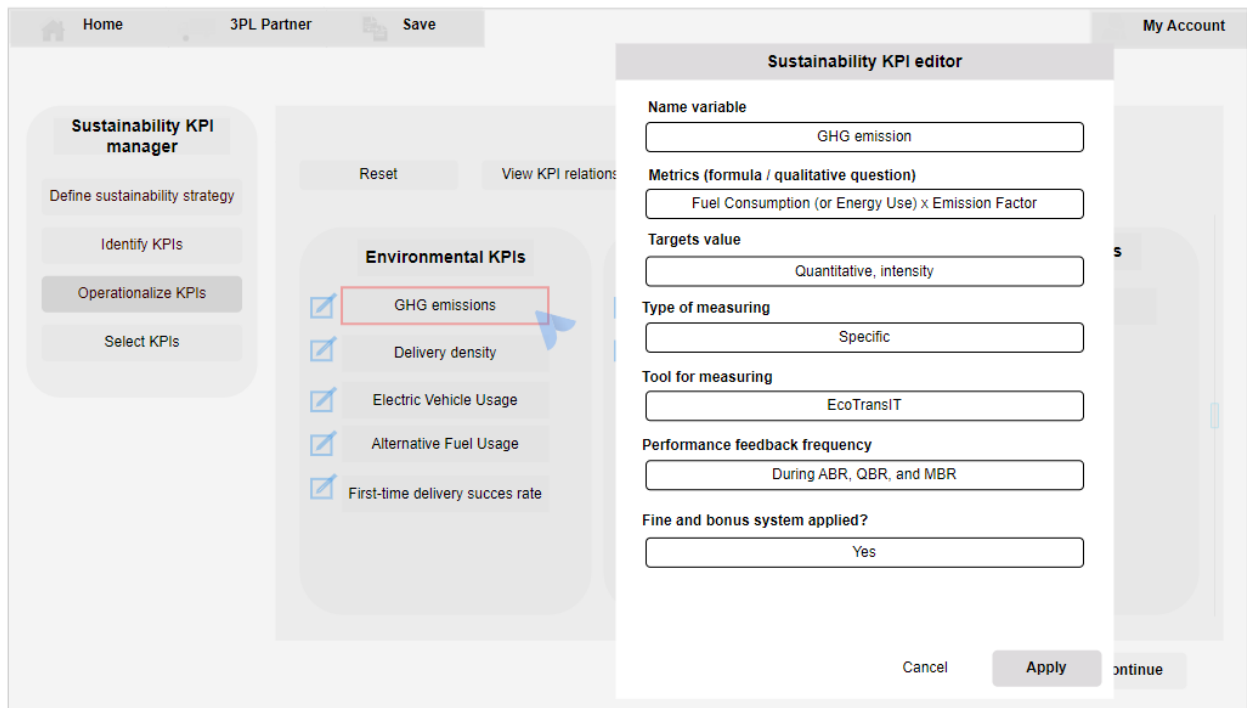 Home
3PL Partner
Save
My Account
Sustainability KPI
manager
Define sustainability strategy
Identify KPIs
Operationalize KPIs
Select KPIs
Reset
View KPI relations
Environmental KPIs
GHG emissions
Delivery density
Electric Vehicle Usage
Alternative Fuel Usage
First-time delivery succes rate
Sustainability KPI editor
Name variable
GHG emission
Metrics (formula / qualitative question)
Fuel Consumption (or Energy Use) x Emission Factor
Targets value
Quantitative, intensity
Type of measuring
Specific
Tool for measuring
EcoTransIT
Performance feedback frequency
During ABR, QBR, and MBR
Fine and bonus system applied?
Yes
Cancel
Apply
s
ontinue